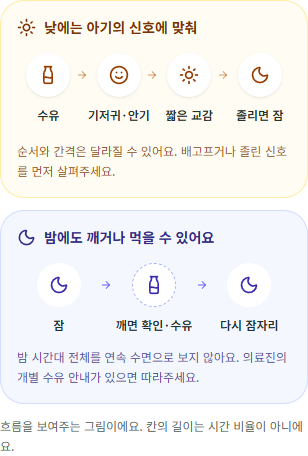 낮에는 아기의 신호에 맞춰
수유
기저귀·안기
짧은 교감
졸리면 잠
순서와 간격은 달라질 수 있어요. 배고프거나 졸린 신호
를 먼저 살펴주세요.
밤에도 깨거나 먹을 수 있어요
잠
깨면 확인·수유
다시 잠자리
밤 시간대 전체를 연속 수면으로 보지 않아요. 의료진의
개별 수유 안내가 있으면 따라주세요.
흐름을 보여주는 그림이에요. 칸의 길이는 시간 비율이 아니에
요.